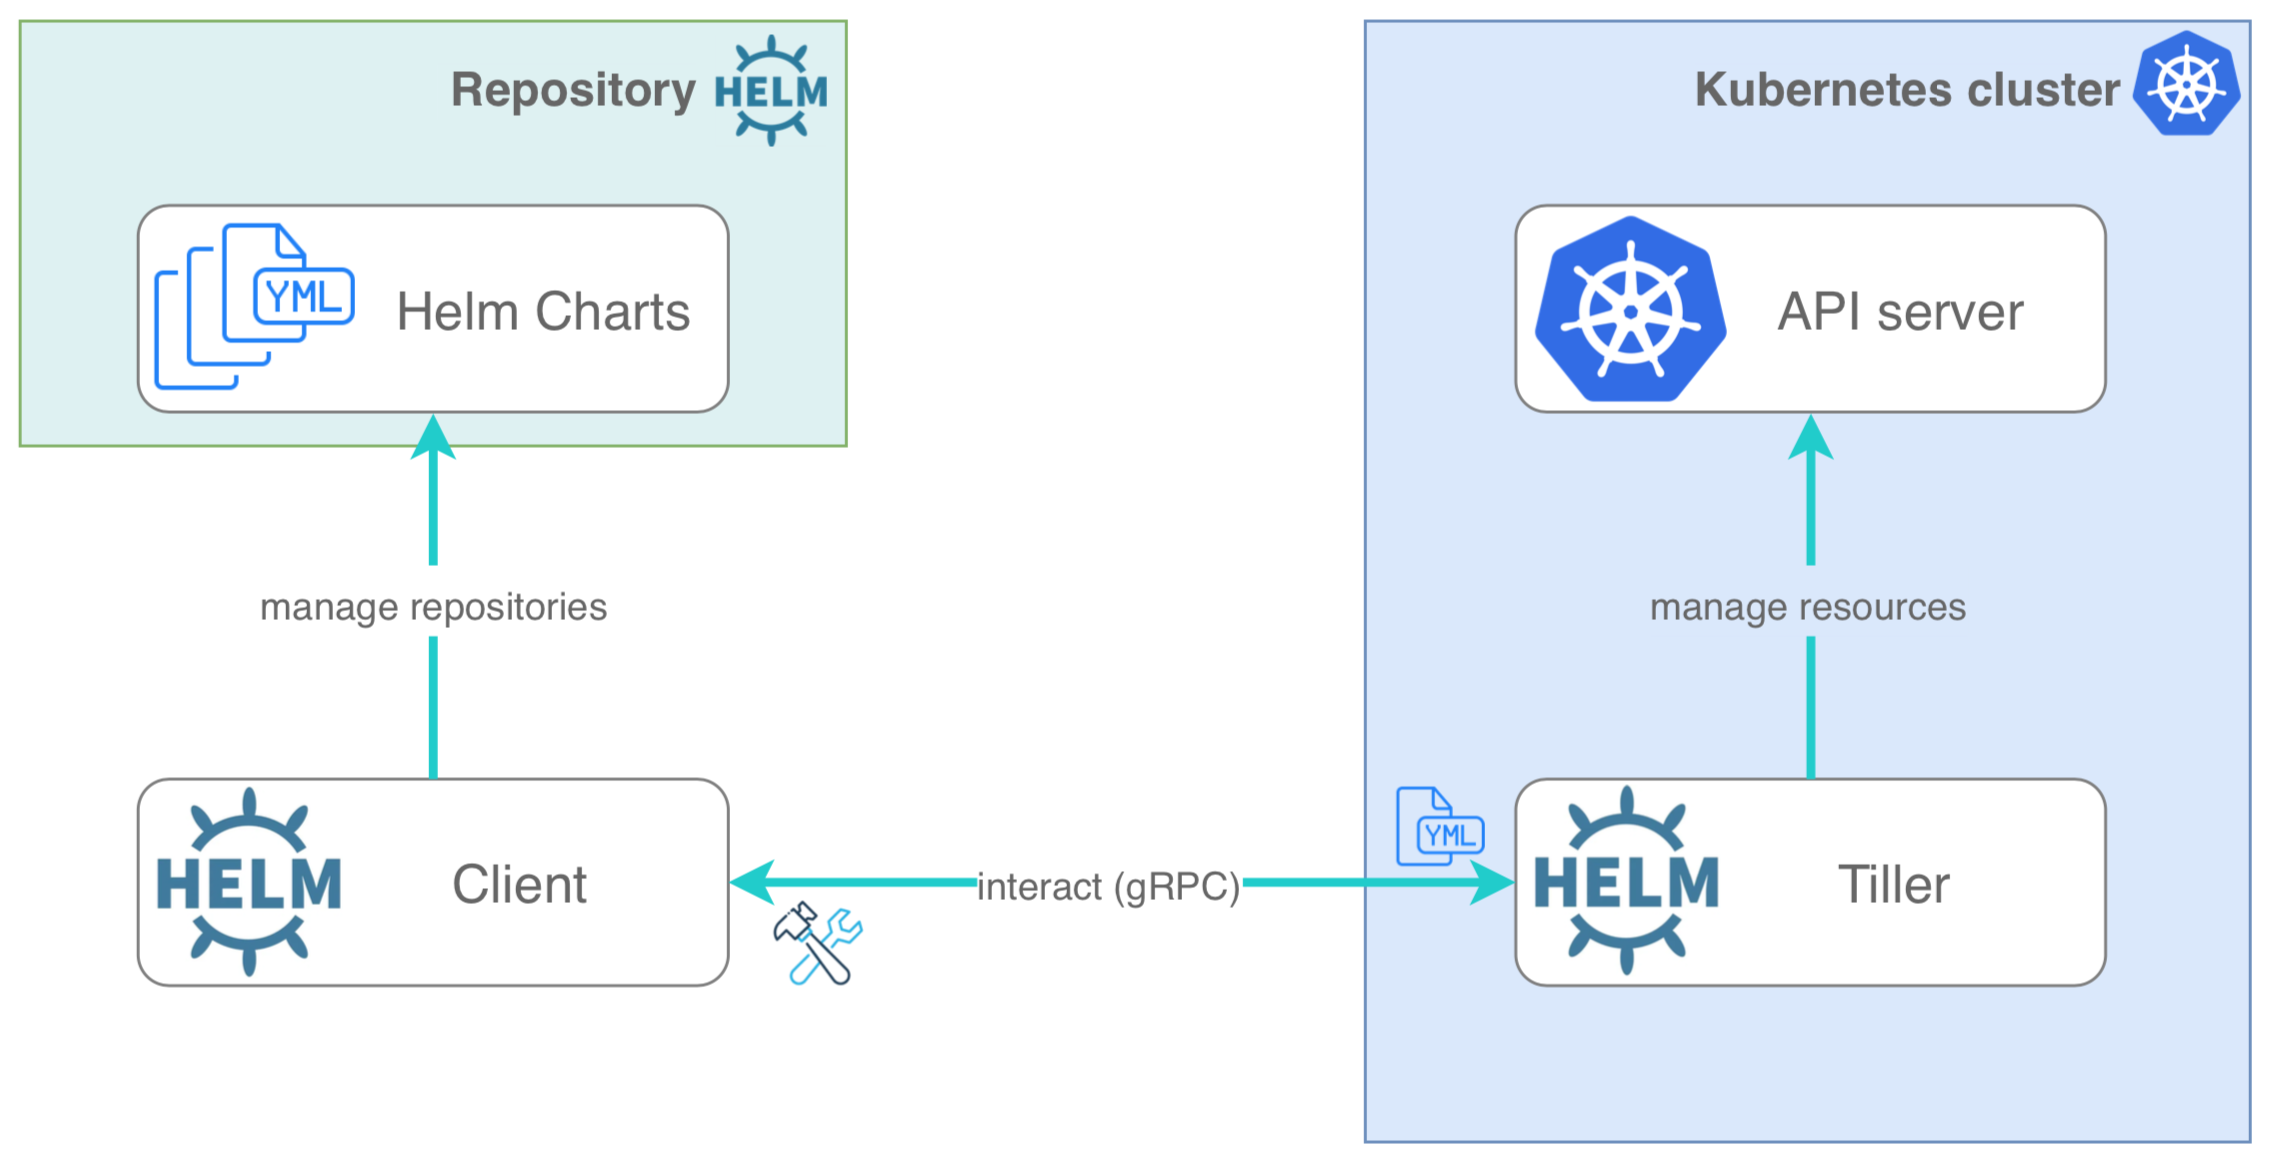 Repository
HELM
Kubernetes cluster
YML
Helm Charts
API server
manage repositories
manage resources
HELM
Client
interact (gRPC)
YML
HELM
Tiller